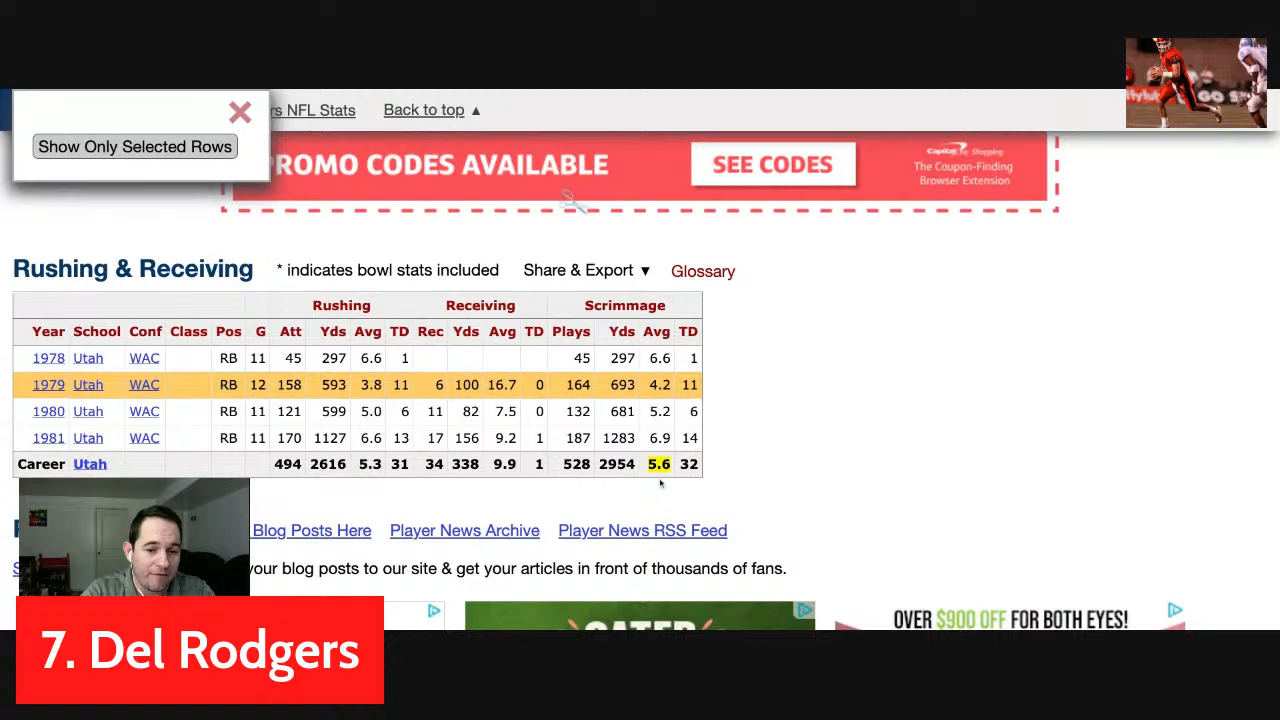 rs NFL Stats Back to top ▲
Show Only Selected Rows
PROMO CODES AVAILABLE
SEE CODES
Capital One Shopping
The Coupon-Finding
Browser Extension
Rushing & Receiving * indicates bowl stats included Share & Export ▼ Glossary
Rushing Receiving Scrimmage
Year School Conf Class Pos G Att Yds Avg TD Rec Yds Avg TD Plays Yds Avg TD
1978 Utah WAC RB 11 45 297 6.6 1 45 297 6.6 1
1979 Utah WAC RB 12 158 593 3.8 11 6 100 16.7 0 164 693 4.2 11
1980 Utah WAC RB 11 121 599 5.0 6 11 82 7.5 0 132 681 5.2 6
1981 Utah WAC RB 11 170 1127 6.6 13 17 156 9.2 1 187 1283 6.9 14
Career Utah 494 2616 5.3 31 34 338 9.9 1 528 2954 5.6 32
Blog Posts Here Player News Archive Player News RSS Feed
your blog posts to our site & get your articles in front of thousands of fans.
OVER $900 OFF FOR BOTH EYES!
7. Del Rodgers